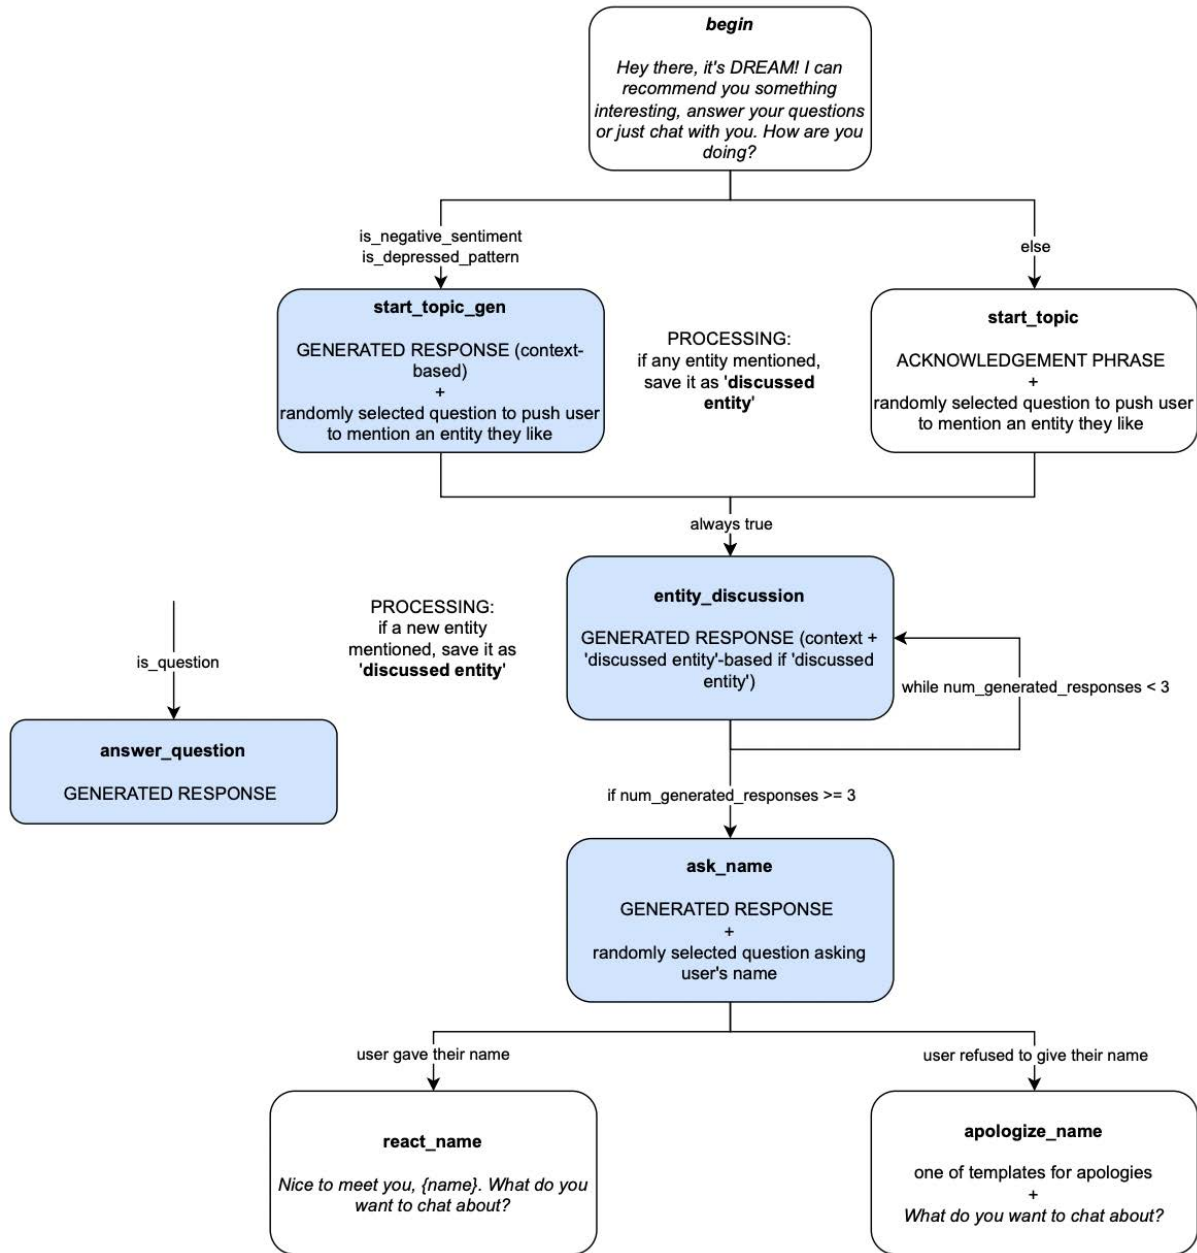 begin
Hey there, it's DREAM! I can
recommend you something
interesting, answer your questions
or just chat with you. How are you
doing?
is_negative_sentiment
is_depressed_pattern
else
start_topic_gen
GENERATED RESPONSE (context-
based)
+
randomly selected question to push user
to mention an entity they like
PROCESSING:
if any entity mentioned,
save it as 'discussed
entity'
start_topic
ACKNOWLEDGEMENT PHRASE
+
randomly selected question to push user
to mention an entity they like
always true
entity_discussion
GENERATED RESPONSE (context +
'discussed entity'-based if 'discussed
entity')
PROCESSING:
if a new entity
mentioned, save it as
'discussed entity'
is_question
while num_generated_responses < 3
answer_question
GENERATED RESPONSE
if num_generated_responses >= 3
ask_name
GENERATED RESPONSE
+
randomly selected question asking
user's name
user gave their name
user refused to give their name
react_name
Nice to meet you, {name}. What do you
want to chat about?
apologize_name
one of templates for apologies
+
What do you want to chat about?